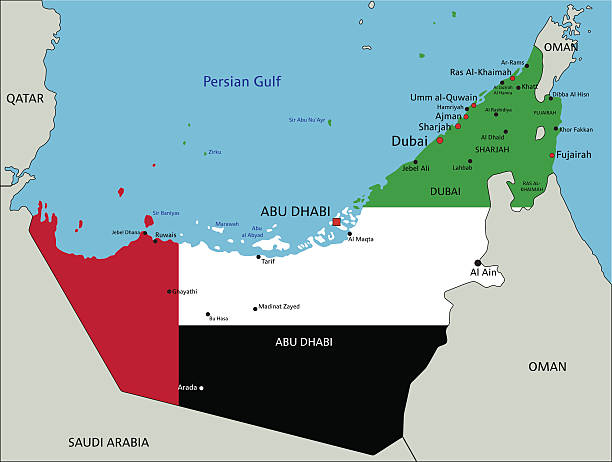 OMAN
Ar-Rams
Ras Al-Khaimah
Khatt
QATAR
Persian Gulf
Al Jazirah
Al Hamra
Dibba Al Hisn
Umm al-Quwain
Hamriyah
Al Rashidiya
FUJAIRAH
Ajman
Sir Abu Nu'Ayr
Sharjah
Khor Fakkan
Al Dhaid
Dubai
SHARJAH
Zirku
Fujairah
Jebel Ali
Lahbab
DUBAI
RAS AL-
KHAIMAH
ABU DHABI
Sir Baniyas
Marawah
Abu
al Abyad
Jebel Dhana
Ruwais
Al Maqta
Tarif
Al Ain
Ghayathi
Madinat Zayed
Bu Hasa
ABU DHABI
OMAN
Arada
SAUDI ARABIA